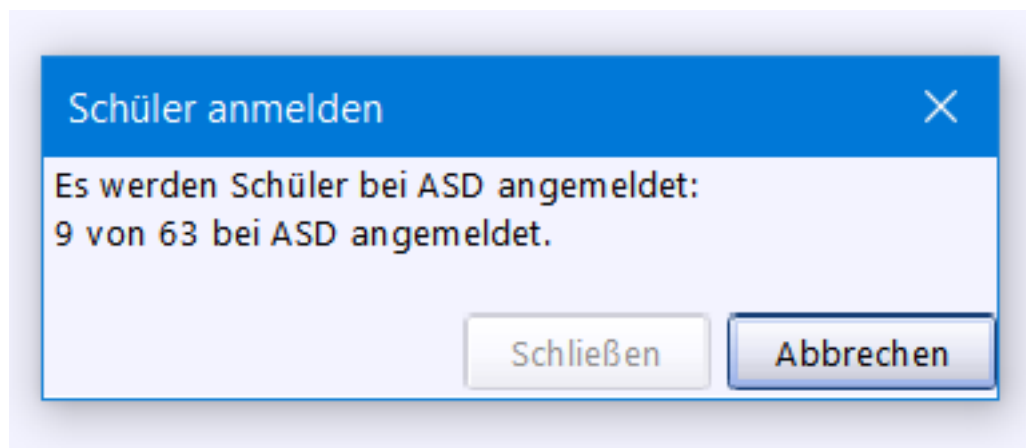 Schüler anmelden
Es werden Schüler bei ASD angemeldet:
9 von 63 bei ASD angemeldet.
Schließen
Abbrechen